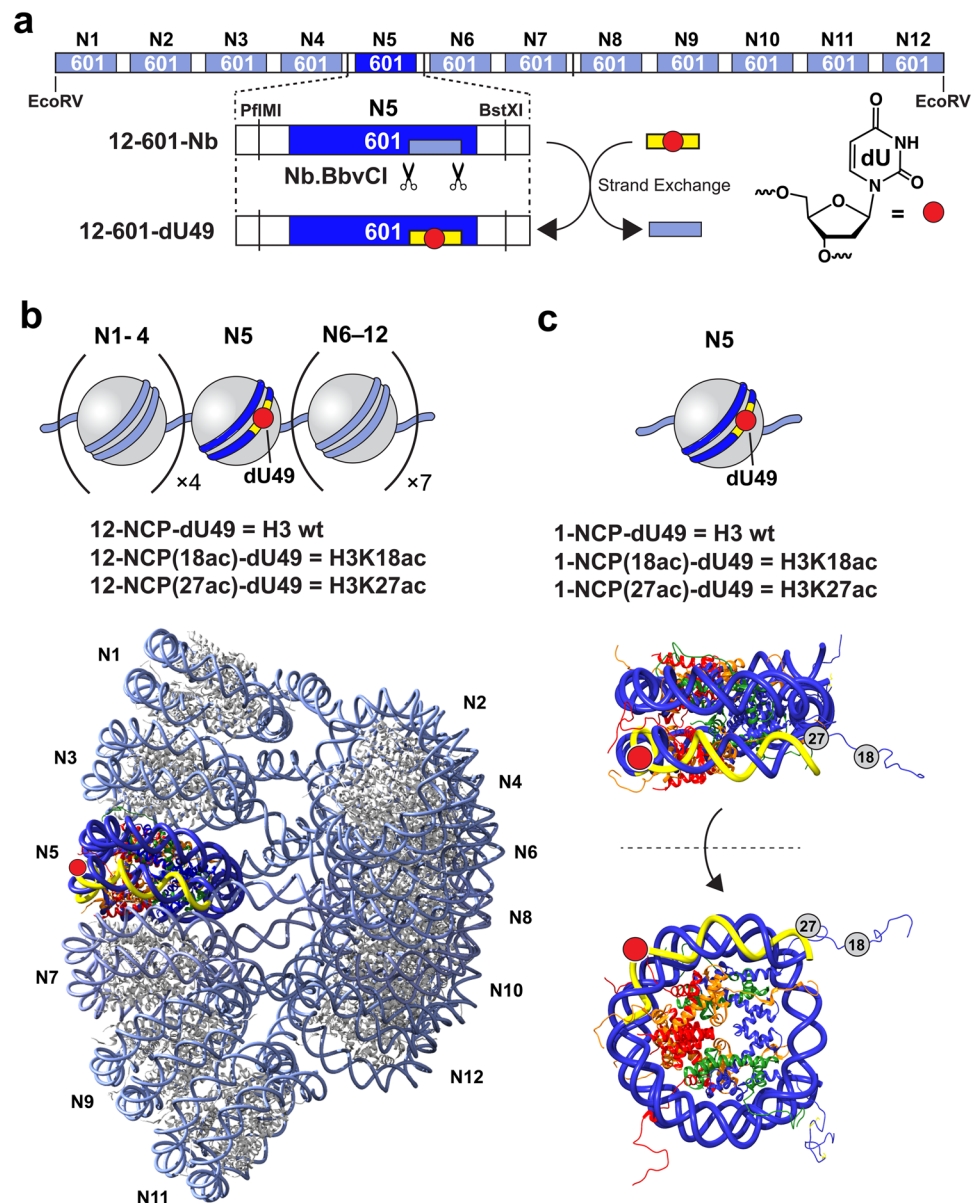 a
N1 N2 N3 N4 N5 N6 N7 N8 N9 N10 N11 N12
601 601 601 601 601 601 601 601 601 601 601 601
EcoRV EcoRV
PflMI N5 BstXI
12-601-Nb 601
Nb.BbvCI
Strand Exchange
12-601-dU49 601
O
NH
dU
N
O
O
O
O
=
b
N1- 4 N5 N6–12
dU49
×4 ×7
12-NCP-dU49 = H3 wt
12-NCP(18ac)-dU49 = H3K18ac
12-NCP(27ac)-dU49 = H3K27ac
N1
N2
N3
N4
N5
N6
N8
N7
N10
N9
N12
N11
c
N5
dU49
1-NCP-dU49 = H3 wt
1-NCP(18ac)-dU49 = H3K18ac
1-NCP(27ac)-dU49 = H3K27ac
27
18
27
18